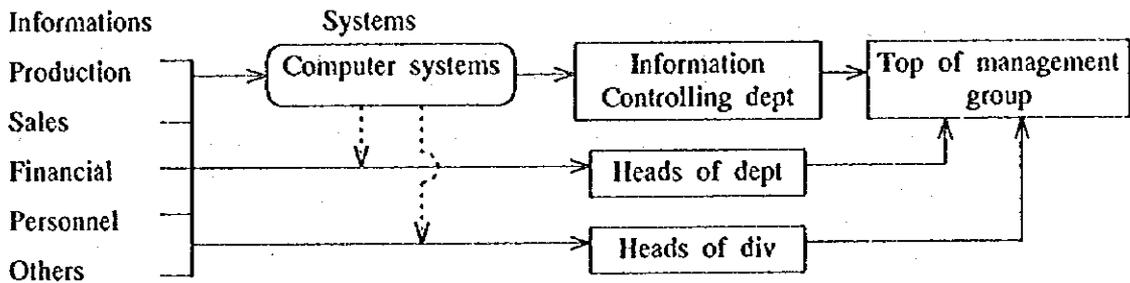 Informations
Systems
Production
Computer systems
Information
Controlling dept
Top of management
group
Sales
Financial
Heads of dept
Personnel
Heads of div
Others